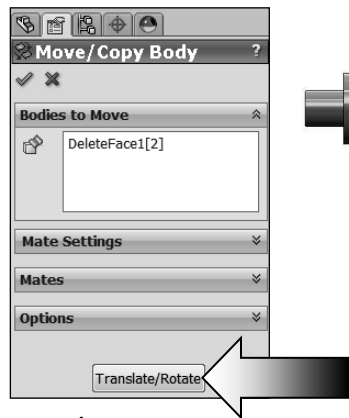 Move/Copy Body ?
Bodies to Move
DeleteFace1[2]
Mate Settings
Mates
Options
Translate/Rotate